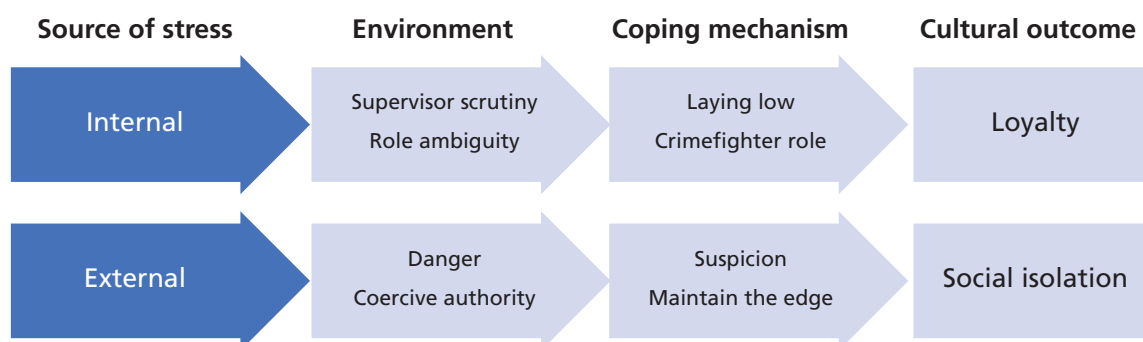 Source of stress
Environment
Coping mechanism
Cultural outcome
Internal
Supervisor scrutiny
Role ambiguity
Laying low
Crimefighter role
Loyalty
External
Danger
Coercive authority
Suspicion
Maintain the edge
Social isolation